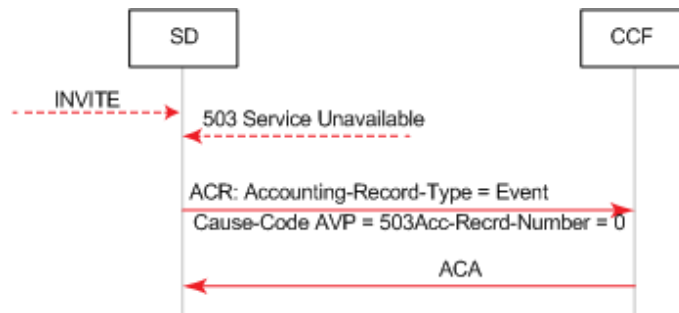 SD
CCF
INVITE
503 Service Unavailable
ACR: Accounting-Record-Type = Event
Cause-Code AVP = 503Acc-Recrd-Number = 0
ACA